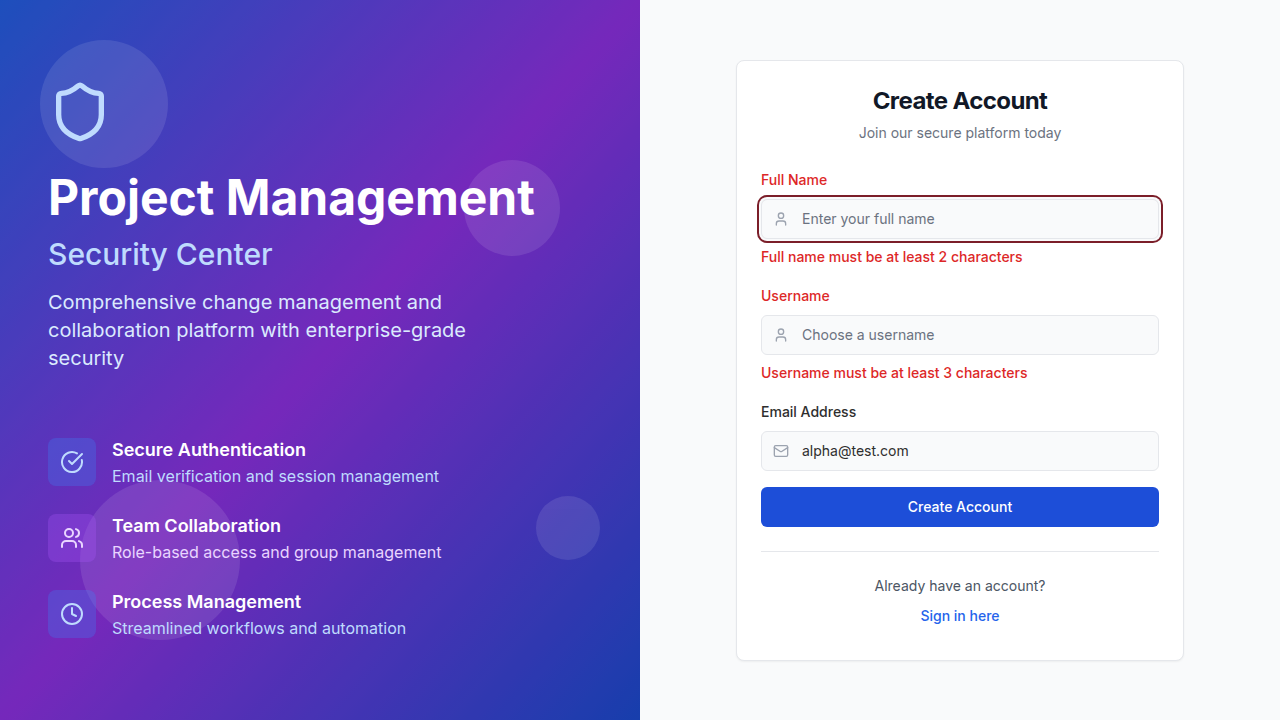 Project Management
Security Center
Comprehensive change management and
collaboration platform with enterprise-grade
security
Secure Authentication
Email verification and session management
Team Collaboration
Role-based access and group management
Process Management
Streamlined workflows and automation
Create Account
Join our secure platform today
Full Name
Enter your full name
Full name must be at least 2 characters
Username
Choose a username
Username must be at least 3 characters
Email Address
alpha@test.com
Create Account
Already have an account?
Sign in here